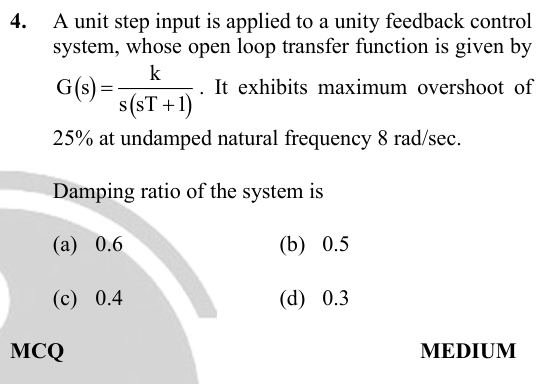 4. A unit step input is applied to a unity feedback control
system, whose open loop transfer function is given by
G(s) = k / s(sT + 1) . It exhibits maximum overshoot of
25% at undamped natural frequency 8 rad/sec.
Damping ratio of the system is
(a) 0.6 (b) 0.5
(c) 0.4 (d) 0.3
MCQ MEDIUM